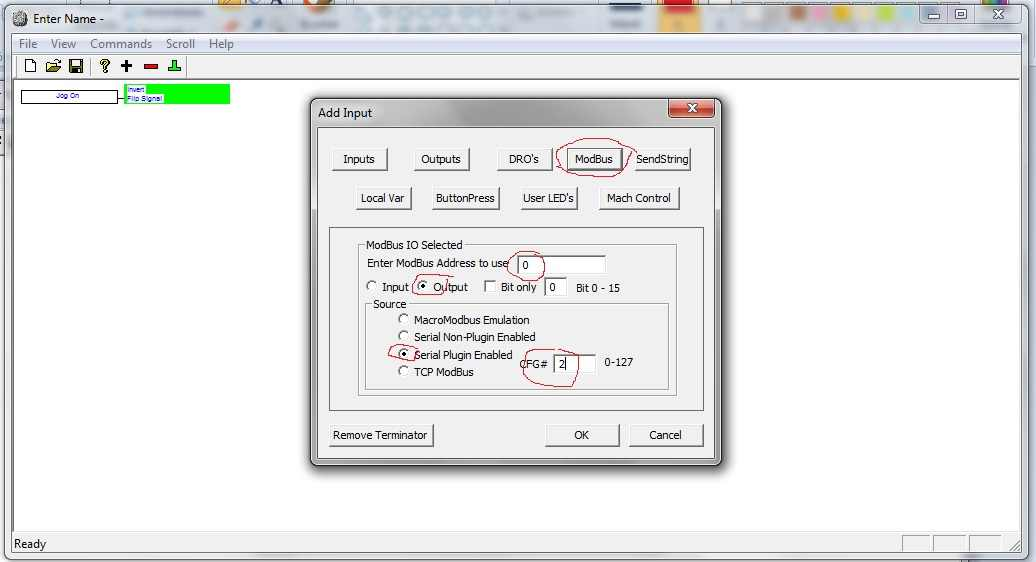 Enter Name -
File View Commands Scroll Help
Jog On
Invert
Flip Signal
Add Input
Inputs Outputs DRO's ModBus SendString
Local Var ButtonPress User LED's Mach Control
ModBus IO Selected
Enter ModBus Address to use 0
Input Output Bit only 0 Bit 0 - 15
Source
MacroModbus Emulation
Serial Non-Plugin Enabled
Serial Plugin Enabled CFG# 2 0-127
TCP ModBus
Remove Terminator OK Cancel
Ready